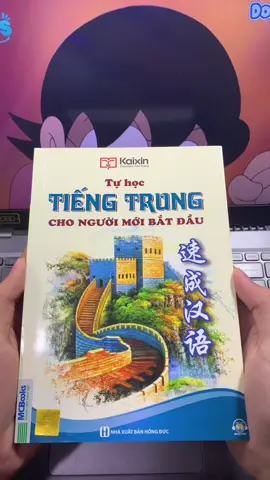 Kaixin
Tự học
TIẾNG TRUNG
CHO NGƯỜI MỚI BẮT ĐẦU
速成汉语
MCBooks
NHÀ XUẤT BẢN HỒNG ĐỨC